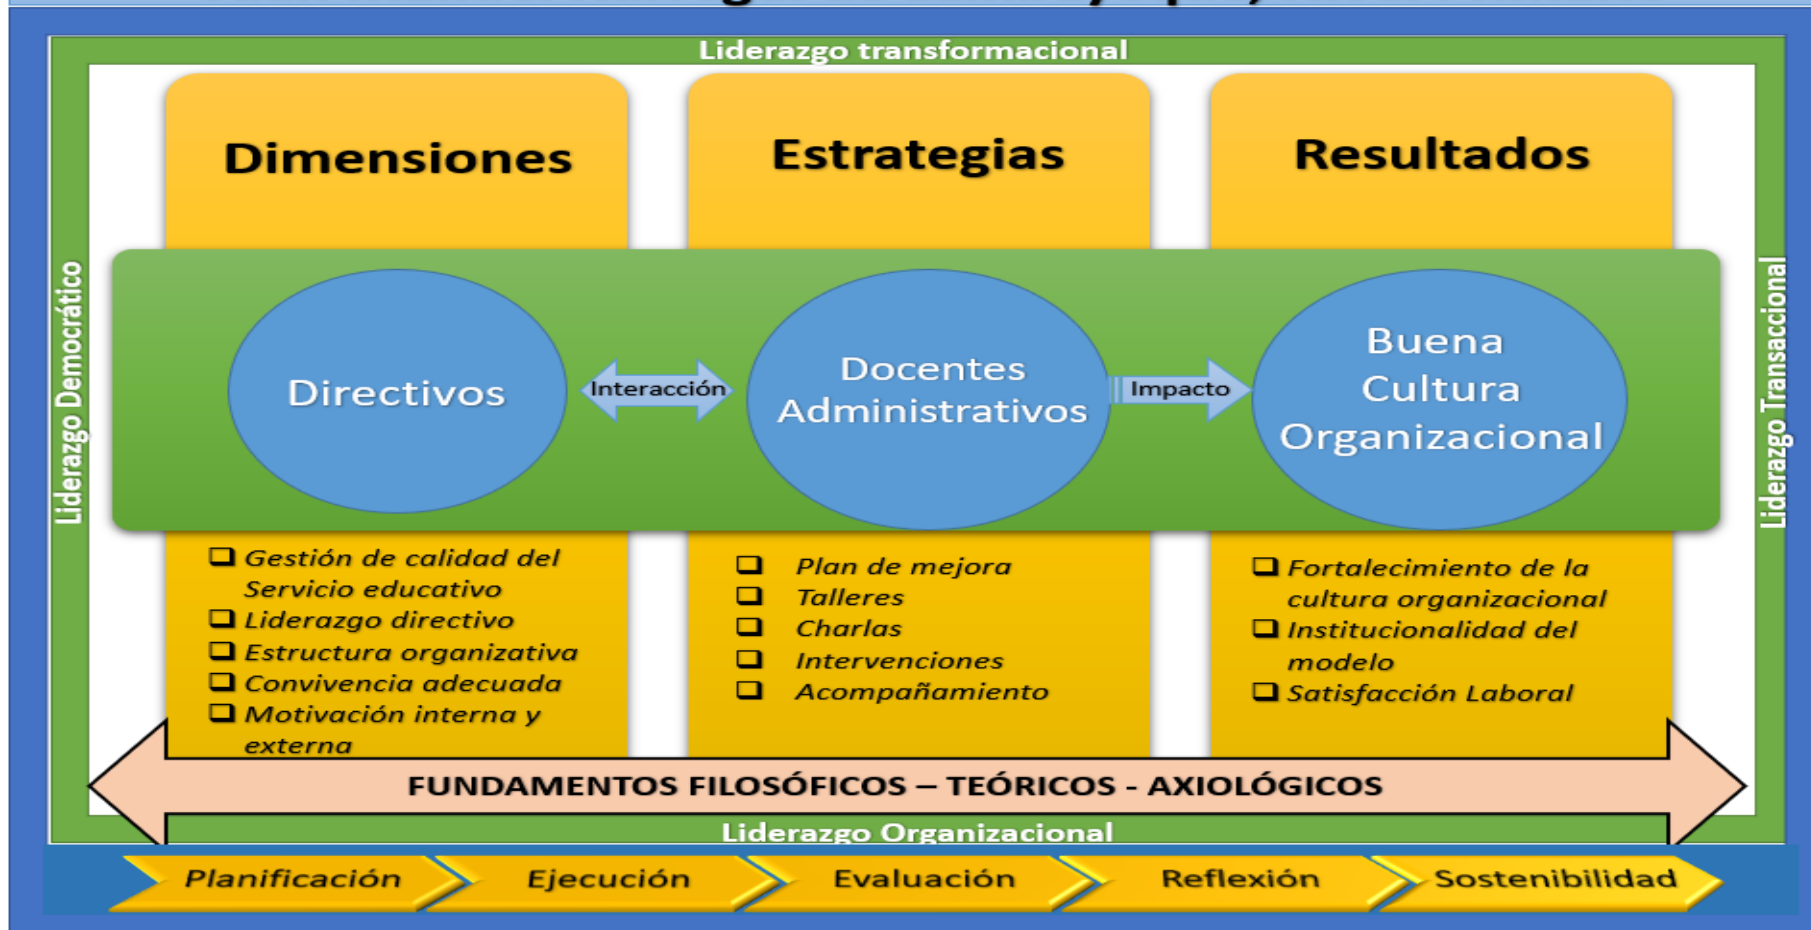 Liderazgo transformacional
Liderazgo Democrático
Liderazgo Transaccional
Dimensiones
Estrategias
Resultados
Directivos
Interacción
Docentes
Administrativos
Impacto
Buena
Cultura
Organizacional
❑ Gestión de calidad del
Servicio educativo
❑ Liderazgo directivo
❑ Estructura organizativa
❑ Convivencia adecuada
❑ Motivación interna y
externa
❑ Plan de mejora
❑ Talleres
❑ Charlas
❑ Intervenciones
❑ Acompañamiento
❑ Fortalecimiento de la
cultura organizacional
❑ Institucionalidad del
modelo
❑ Satisfacción Laboral
FUNDAMENTOS FILOSÓFICOS – TEÓRICOS - AXIOLÓGICOS
Liderazgo Organizacional
Planificación
Ejecución
Evaluación
Reflexión
Sostenibilidad